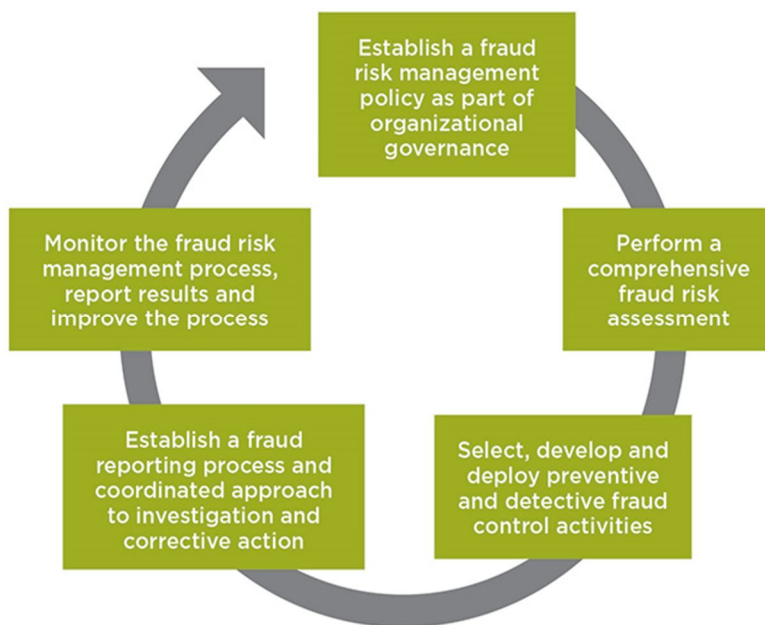 Establish a fraud
risk management
policy as part of
organizational
governance
Perform a
comprehensive
fraud risk
assessment
Select, develop and
deploy preventive
and detective fraud
control activities
Establish a fraud
reporting process and
coordinated approach
to investigation and
corrective action
Monitor the fraud risk
management process,
report results and
improve the process